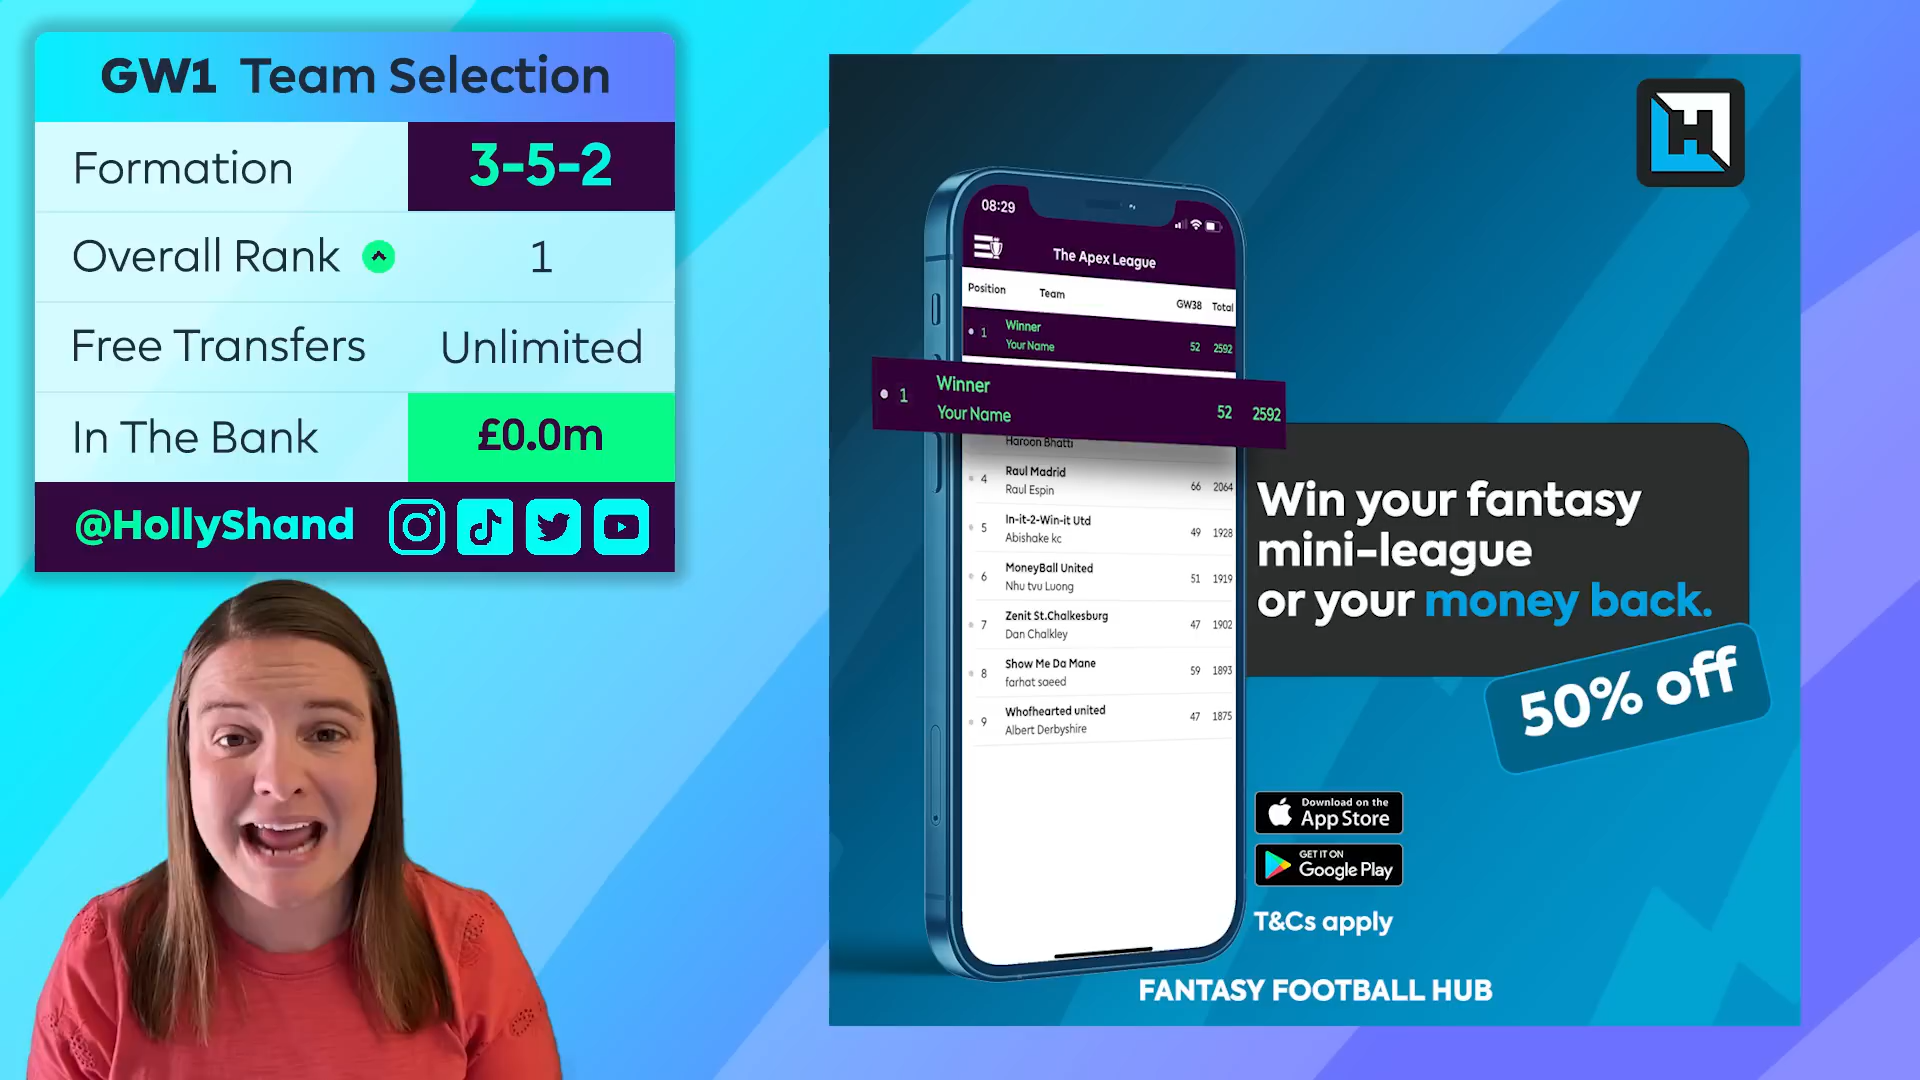 GW1 Team Selection
Formation 3-5-2
Overall Rank 1
Free Transfers Unlimited
In The Bank £0.0m
@HollyShand
H
08:29
The Apex League
Position Team GW38 Total
1 Winner
Your Name 52 2592
1 Winner
Your Name 52 2592
Haroon Bhatti
4 Raul Madrid
Raul Espin 66 2064
5 In-it-2-Win-it Utd
Abishake kc 49 1928
6 MoneyBall United
Nhu tvu Luong 51 1919
7 Zenit St.Chalkesburg
Dan Chalkley 47 1902
8 Show Me Da Mane
farhat saeed 59 1893
9 Whofhearted united
Albert Derbyshire 47 1875
Win your fantasy
mini-league
or your money back.
50% off
Download on the
App Store
GET IT ON
Google Play
T&Cs apply
FANTASY FOOTBALL HUB